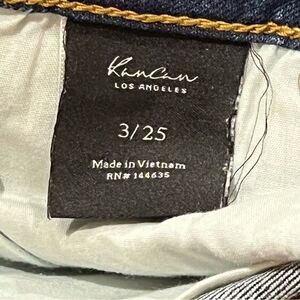 KanCan
LOS ANGELES
3/25
Made in Vietnam
RN# 144635